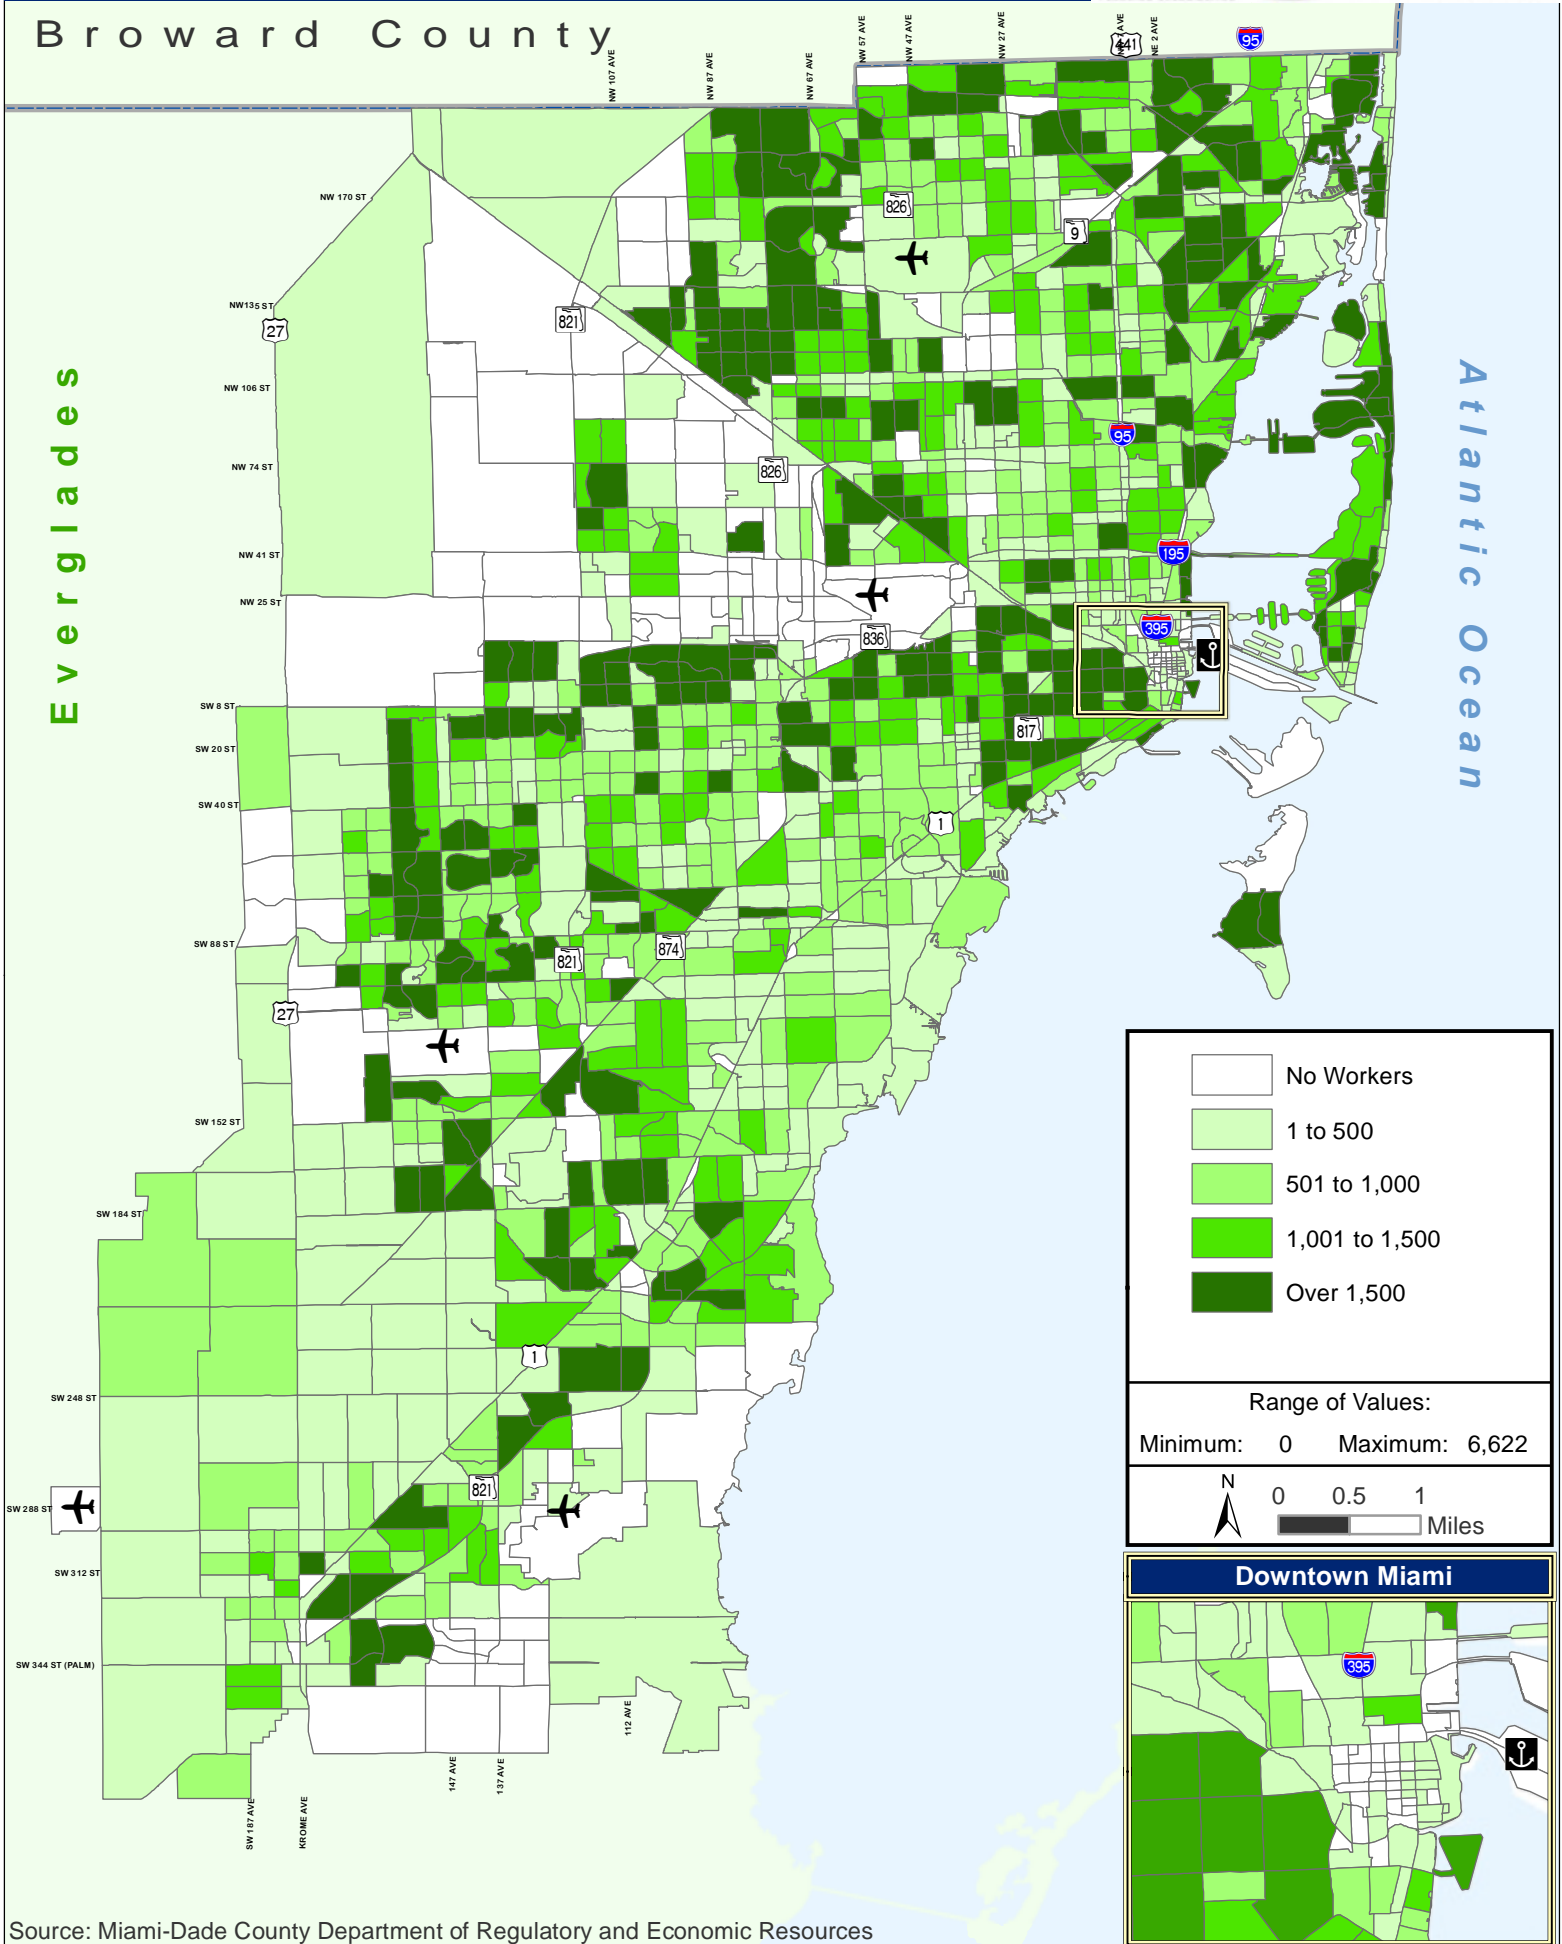 Broward County
NW 107 AVE
NW 87 AVE
NW 67 AVE
NW 57 AVE
NW 47 AVE
NW 27 AVE
AVE
NE 2 AVE
441
95
NW 170 ST
826
9
NW135 ST
27
821
NW 106 ST
95
NW 74 ST
826
NW 41 ST
195
NW 25 ST
836
395
SW 8 ST
817
SW 20 ST
SW 40 ST
1
SW 88 ST
821
874
27
SW 152 ST
SW 184 ST
1
SW 248 ST
821
SW 288 ST
SW 312 ST
SW 344 ST (PALM)
112 AVE
147 AVE
137 AVE
SW 187 AVE
KROME AVE
Everglades
Atlantic Ocean
No Workers
1 to 500
501 to 1,000
1,001 to 1,500
Over 1,500
Range of Values:
Minimum: 0 Maximum: 6,622
N
0 0.5 1
Miles
Downtown Miami
395
Source: Miami-Dade County Department of Regulatory and Economic Resources